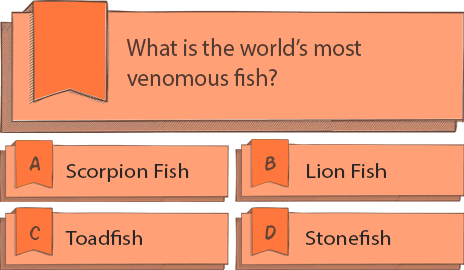 What is the world’s most
venomous fish?
A Scorpion Fish
B Lion Fish
C Toadfish
D Stonefish